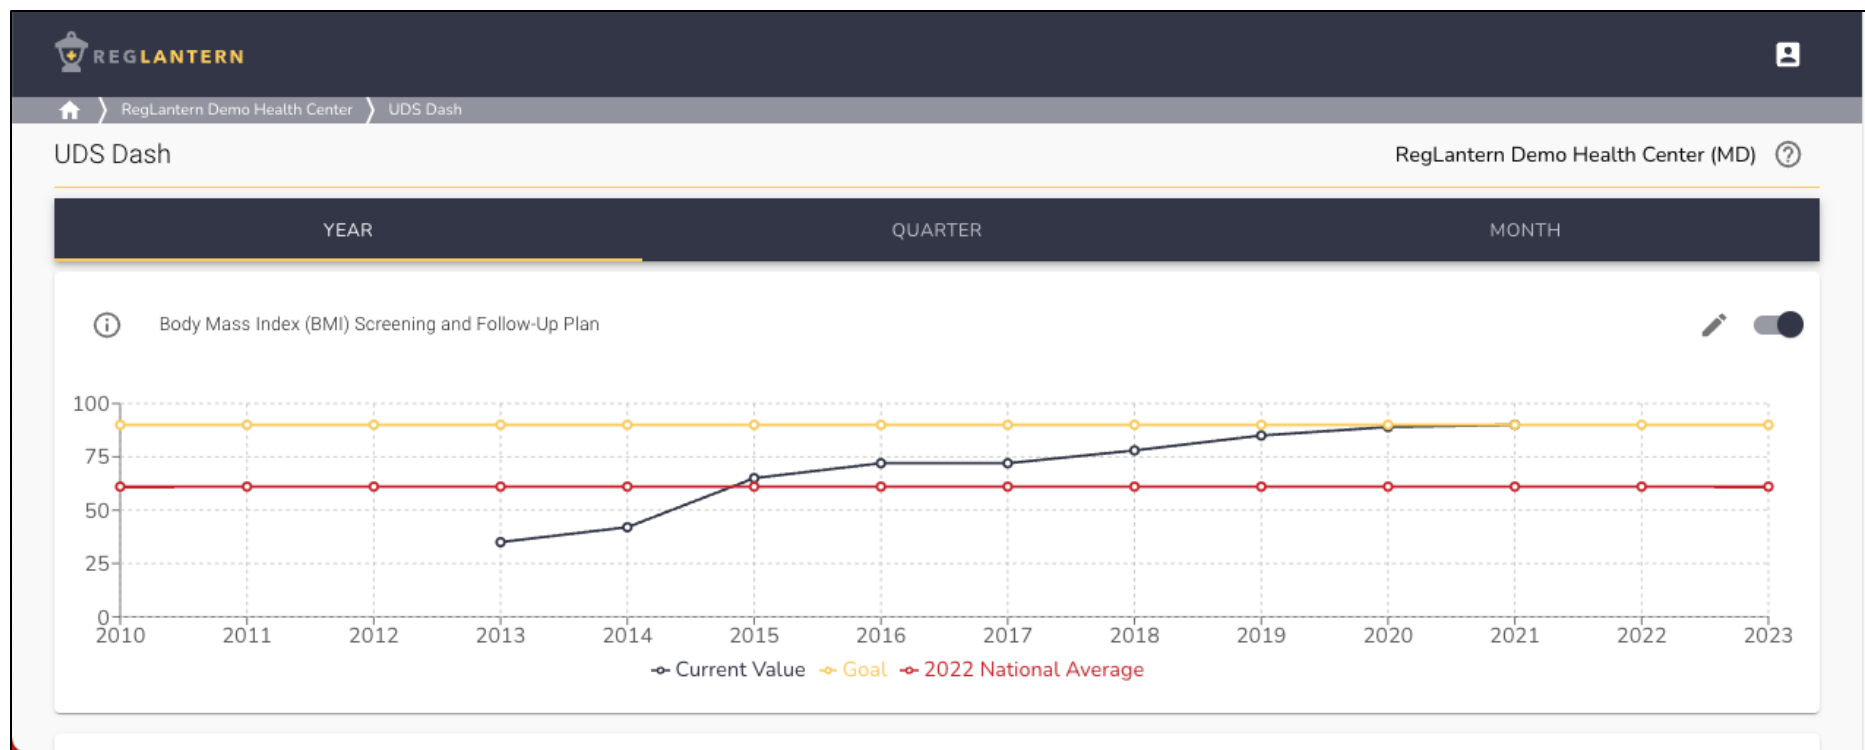 REGLANTERN
RegLantern Demo Health Center UDS Dash
UDS Dash
RegLantern Demo Health Center (MD)
YEAR QUARTER MONTH
Body Mass Index (BMI) Screening and Follow-Up Plan
100
75
50
25
0
2010 2011 2012 2013 2014 2015 2016 2017 2018 2019 2020 2021 2022 2023
Current Value Goal 2022 National Average